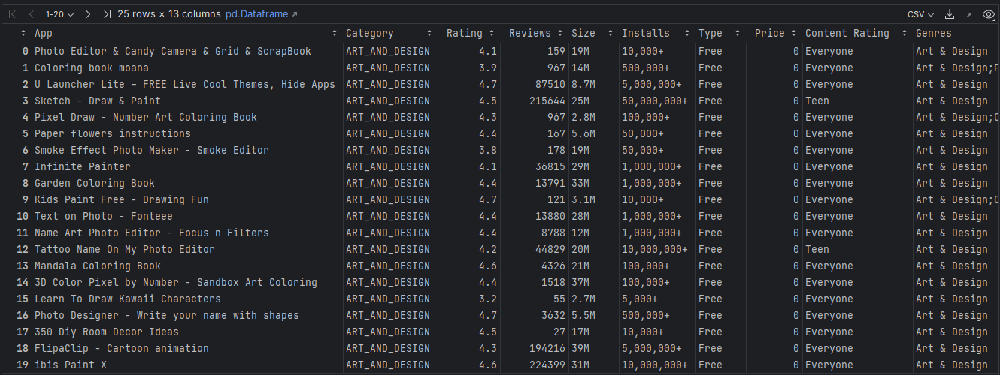 1-20 25 rows × 13 columns pd.Dataframe CSV
App Category Rating Reviews Size Installs Type Price Content Rating Genres
0 Photo Editor & Candy Camera & Grid & ScrapBook ART_AND_DESIGN 4.1 159 19M 10,000+ Free 0 Everyone Art & Design
1 Coloring book moana ART_AND_DESIGN 3.9 967 14M 500,000+ Free 0 Everyone Art & Design;P
2 U Launcher Lite – FREE Live Cool Themes, Hide Apps ART_AND_DESIGN 4.7 87510 8.7M 5,000,000+ Free 0 Everyone Art & Design
3 Sketch - Draw & Paint ART_AND_DESIGN 4.5 215644 25M 50,000,000+ Free 0 Teen Art & Design
4 Pixel Draw - Number Art Coloring Book ART_AND_DESIGN 4.3 967 2.8M 100,000+ Free 0 Everyone Art & Design;C
5 Paper flowers instructions ART_AND_DESIGN 4.4 167 5.6M 50,000+ Free 0 Everyone Art & Design
6 Smoke Effect Photo Maker - Smoke Editor ART_AND_DESIGN 3.8 178 19M 50,000+ Free 0 Everyone Art & Design
7 Infinite Painter ART_AND_DESIGN 4.1 36815 29M 1,000,000+ Free 0 Everyone Art & Design
8 Garden Coloring Book ART_AND_DESIGN 4.4 13791 33M 1,000,000+ Free 0 Everyone Art & Design
9 Kids Paint Free - Drawing Fun ART_AND_DESIGN 4.7 121 3.1M 10,000+ Free 0 Everyone Art & Design;C
10 Text on Photo - Fonteee ART_AND_DESIGN 4.4 13880 28M 1,000,000+ Free 0 Everyone Art & Design
11 Name Art Photo Editor - Focus n Filters ART_AND_DESIGN 4.4 8788 12M 1,000,000+ Free 0 Everyone Art & Design
12 Tattoo Name On My Photo Editor ART_AND_DESIGN 4.2 44829 20M 10,000,000+ Free 0 Teen Art & Design
13 Mandala Coloring Book ART_AND_DESIGN 4.6 4326 21M 100,000+ Free 0 Everyone Art & Design
14 3D Color Pixel by Number - Sandbox Art Coloring ART_AND_DESIGN 4.4 1518 37M 100,000+ Free 0 Everyone Art & Design
15 Learn To Draw Kawaii Characters ART_AND_DESIGN 3.2 55 2.7M 5,000+ Free 0 Everyone Art & Design
16 Photo Designer - Write your name with shapes ART_AND_DESIGN 4.7 3632 5.5M 500,000+ Free 0 Everyone Art & Design
17 350 Diy Room Decor Ideas ART_AND_DESIGN 4.5 27 17M 10,000+ Free 0 Everyone Art & Design
18 FlipaClip - Cartoon animation ART_AND_DESIGN 4.3 194216 39M 5,000,000+ Free 0 Everyone Art & Design
19 ibis Paint X ART_AND_DESIGN 4.6 224399 31M 10,000,000+ Free 0 Everyone Art & Design